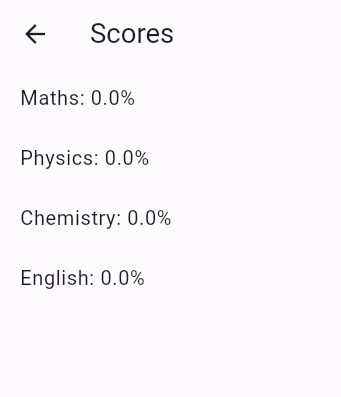 Scores
Maths: 0.0%
Physics: 0.0%
Chemistry: 0.0%
English: 0.0%